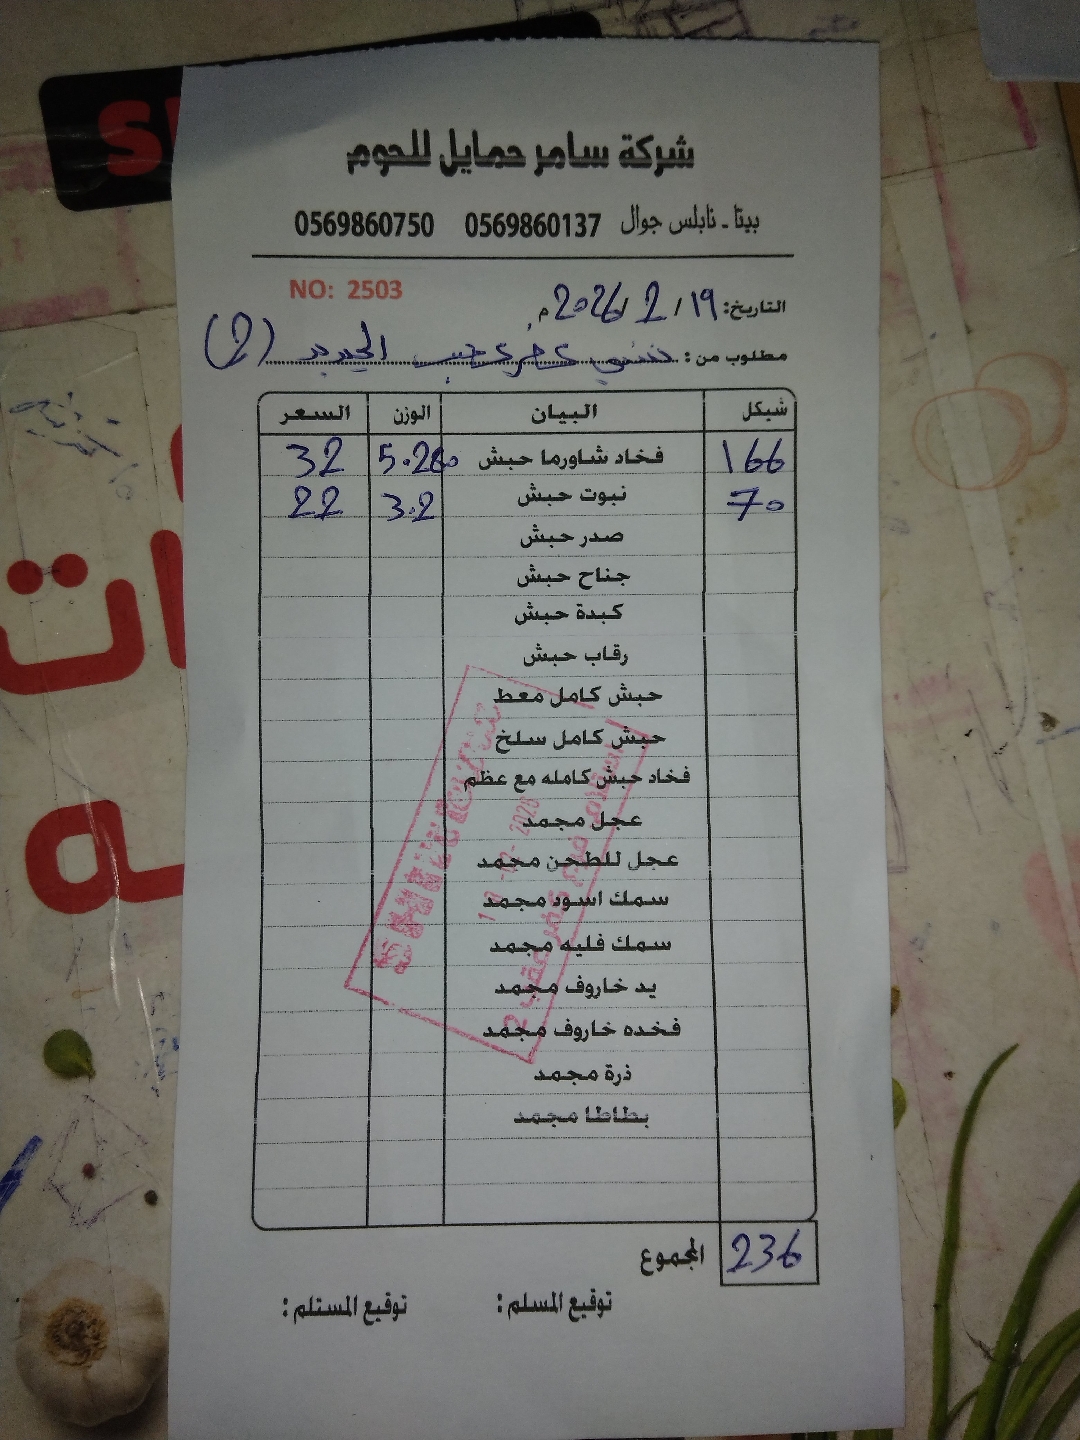 شركة سامر حمايل للحوم
بيتا - نابلس جوال 0569860137 0569860750
NO: 2503
التاريخ: 19 / 2 / 2026 م
مطلوب من: (2)
شيكل البيان الوزن السعر
166 فخاد شاورما حبش 5.200 32
70 نبوت حبش 3.2 22
صدر حبش
جناح حبش
كبدة حبش
رقاب حبش
حبش كامل معط
حبش كامل سلخ
فخاد حبش كامله مع عظم
عجل مجمد
عجل للطحن مجمد
سمك اسود مجمد
سمك فليه مجمد
يد خاروف مجمد
فخده خاروف مجمد
ذرة مجمد
بطاطا مجمد
المجموع 236
توقيع المسلم : توقيع المستلم :